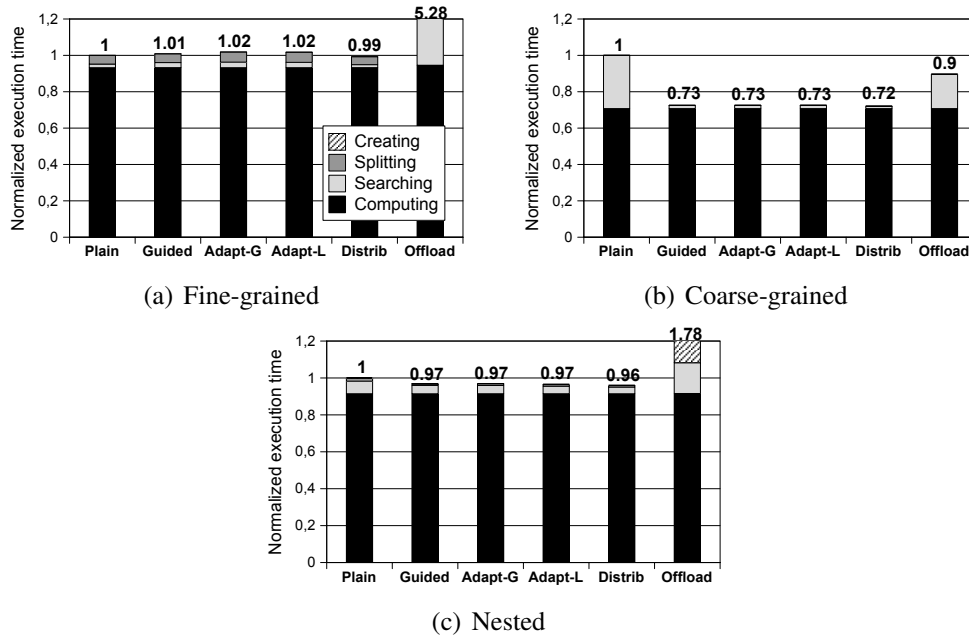 Normalized execution time
1,2
1
0,8
0,6
0,4
0,2
0
1 1.01 1.02 1.02 0.99 5.28
Creating
Splitting
Searching
Computing
Plain Guided Adapt-G Adapt-L Distrib Offload
(a) Fine-grained
Normalized execution time
1,2
1
0,8
0,6
0,4
0,2
0
1 0.73 0.73 0.73 0.72 0.9
Plain Guided Adapt-G Adapt-L Distrib Offload
(b) Coarse-grained
Normalized execution time
1,2
1
0,8
0,6
0,4
0,2
0
1 0.97 0.97 0.97 0.96 1.78
Plain Guided Adapt-G Adapt-L Distrib Offload
(c) Nested